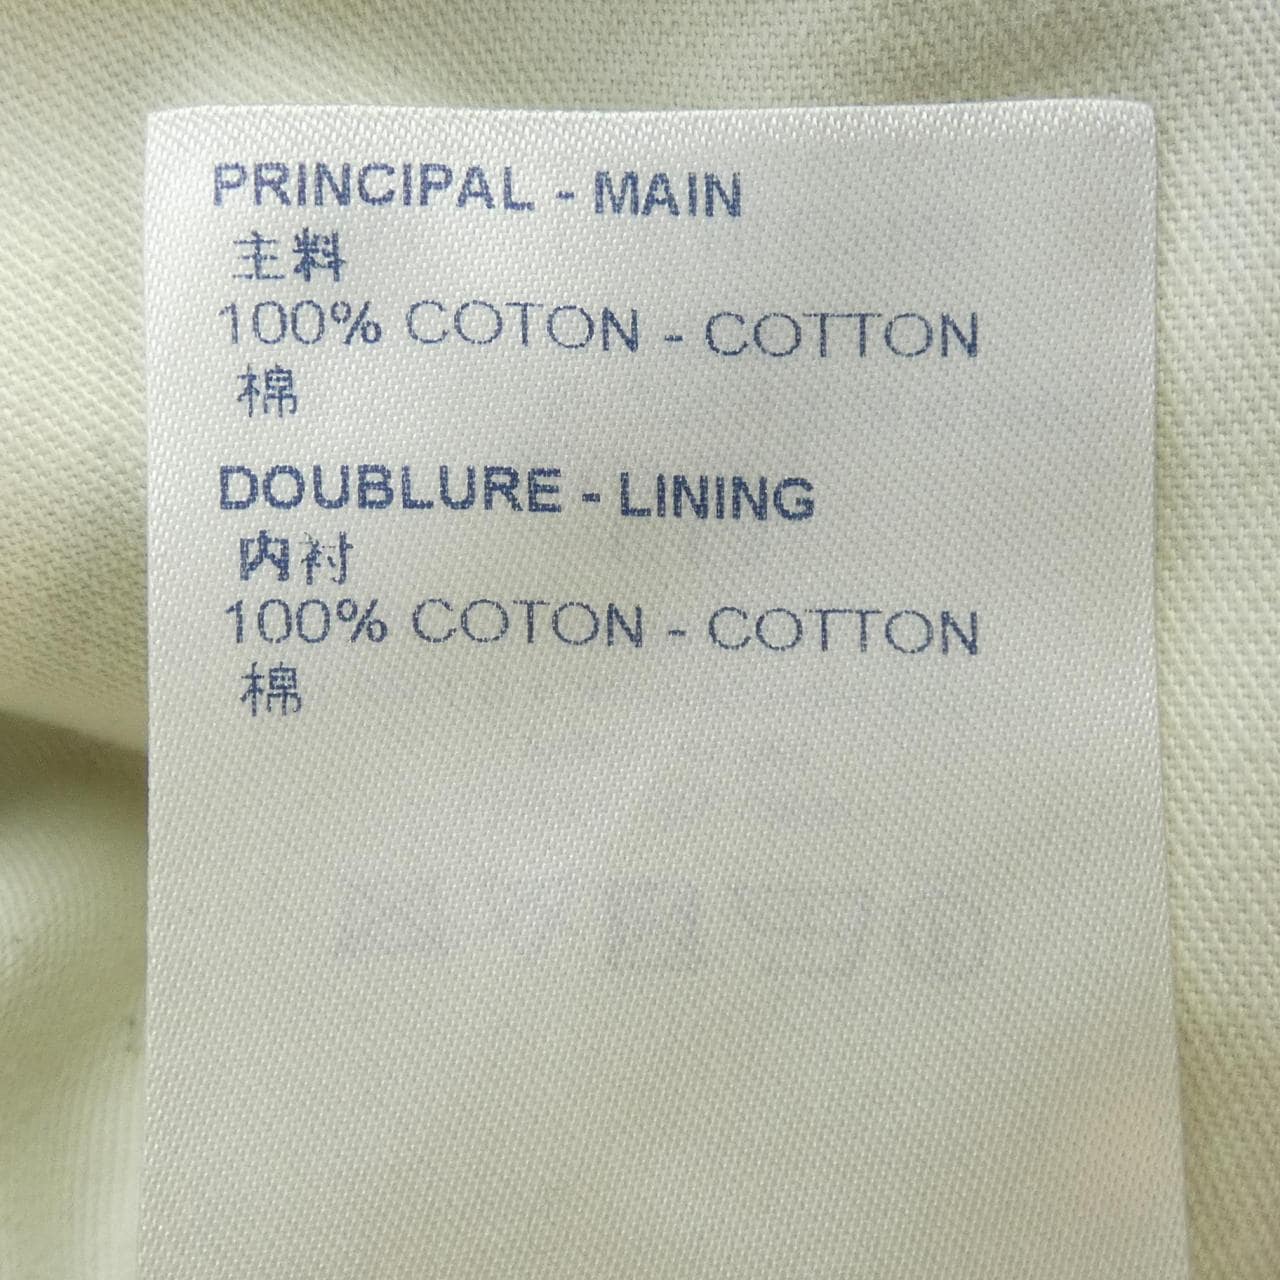 PRINCIPAL - MAIN
主料
100% COTON - COTTON
棉
DOUBLURE - LINING
内衬
100% COTON - COTTON
棉